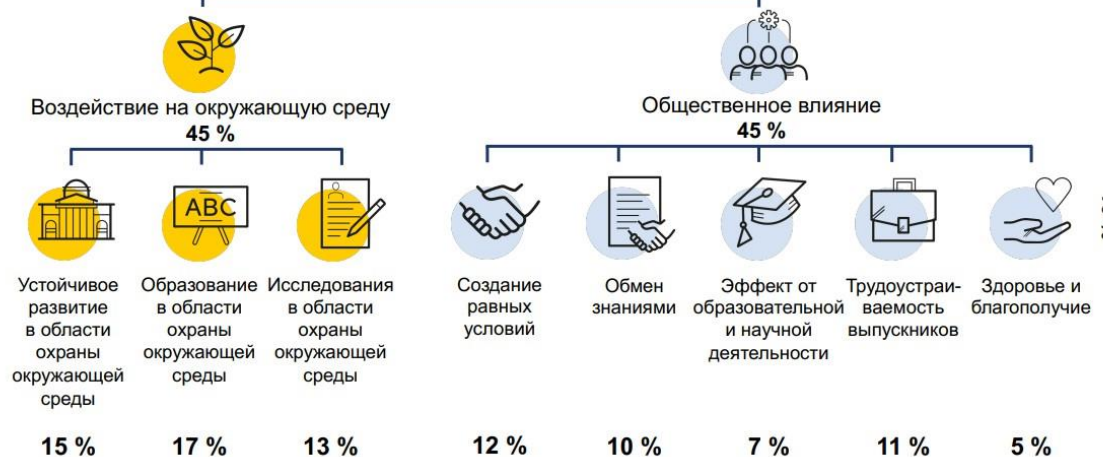 Воздействие на окружающую среду
45 %
Общественное влияние
45 %
ABC
Устойчивое
развитие
в области
охраны
окружающей
среды
15 %
Образование
в области
охраны
окружающей
среды
17 %
Исследования
в области
охраны
окружающей
среды
13 %
Создание
равных
условий
12 %
Обмен
знаниями
10 %
Эффект от
образовательной
и научной
деятельности
7 %
Трудоустраи-
ваемость
выпускников
11 %
Здоровье и
благополучие
5 %